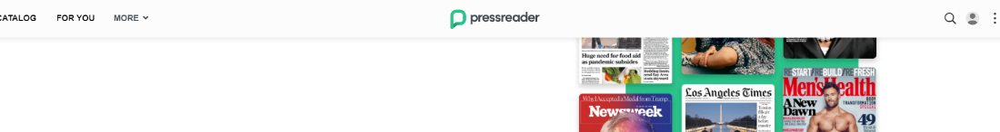 CATALOG
FOR YOU
MORE
pressreader
Huge need for food aid
as pandemic subsides
Why I Accepted a Medal from Trump
Newsweek
Los Angeles Times
RESTART/REBUILD/REFRESH
Men's Health
A New
Dawn
BODY
TRANSFORMATION
SPECIAL
49